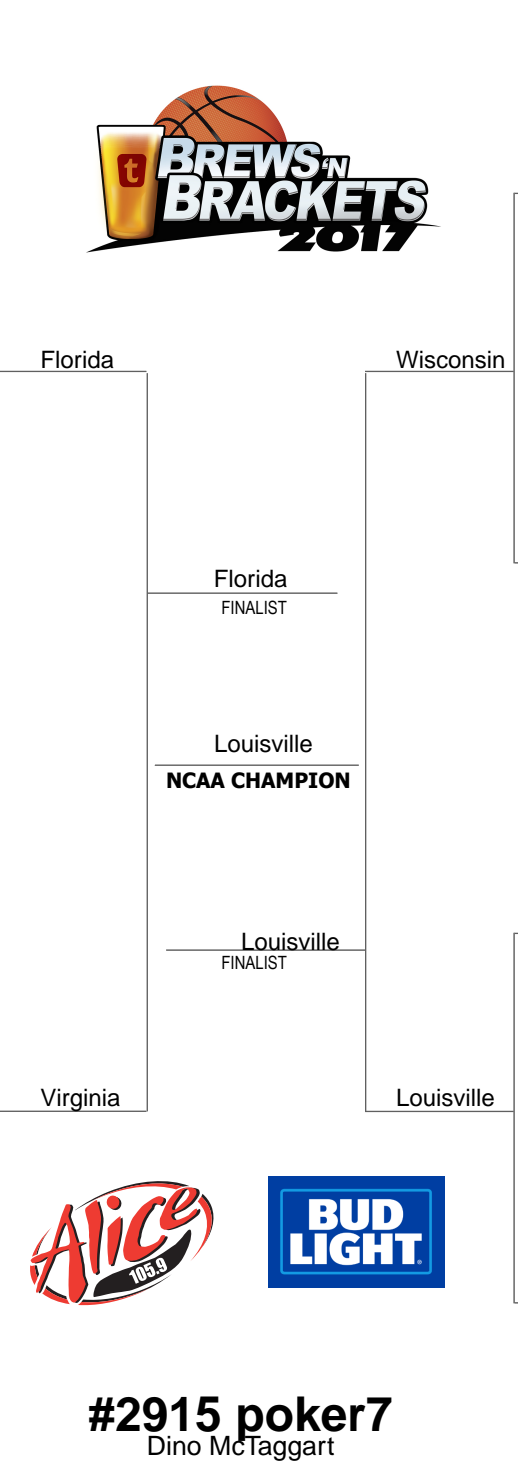 t
BREWS 'N
BRACKETS
2017
Florida
Wisconsin
Florida
FINALIST
Louisville
NCAA CHAMPION
Louisville
FINALIST
Virginia
Louisville
Alice
105.9
BUD
LIGHT
#2915 poker7
Dino McTaggart